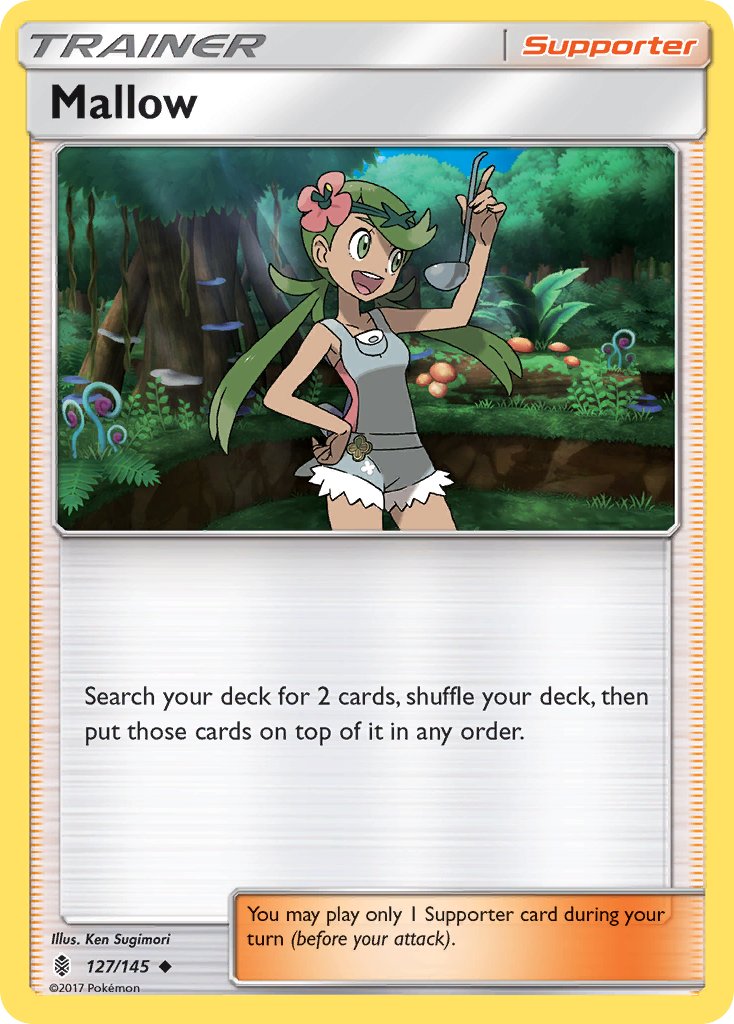 TRAINER
Supporter
Mallow
Search your deck for 2 cards, shuffle your deck, then
put those cards on top of it in any order.
You may play only 1 Supporter card during your
turn (before your attack).
Illus. Ken Sugimori
127/145 ◆
©2017 Pokémon